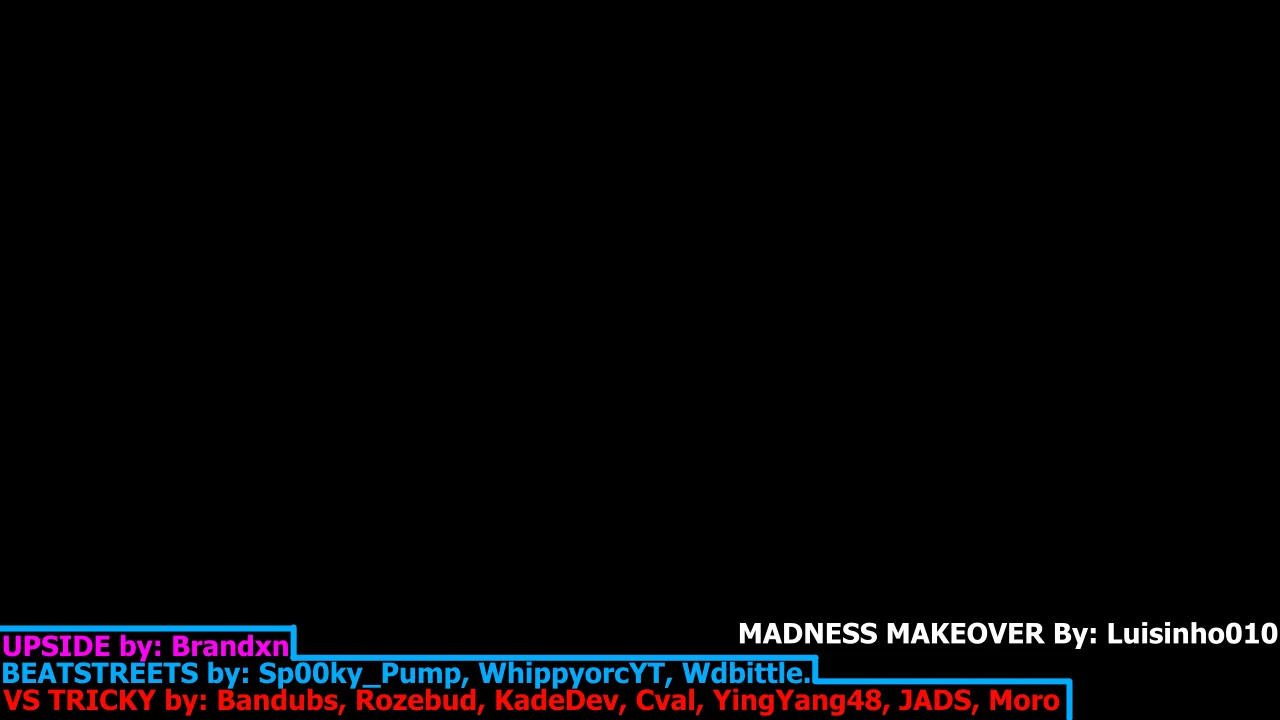 MADNESS MAKEOVER By: Luisinho010
UPSIDE by: Brandxn
BEATSTREETS by: Sp00ky_Pump, WhippyorcYT, Wdbittle.
VS TRICKY by: Bandubs, Rozebud, KadeDev, Cval, YingYang48, JADS, Moro